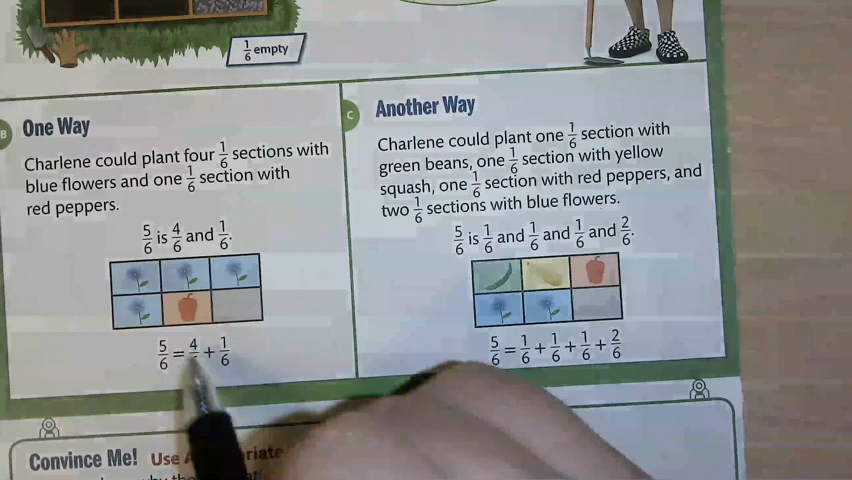 1/6 empty
B One Way
Charlene could plant four 1/6 sections with
blue flowers and one 1/6 section with
red peppers.
5/6 is 4/6 and 1/6.
5/6 = 4/ + 1/6
C Another Way
Charlene could plant one 1/6 section with
green beans, one 1/6 section with yellow
squash, one 1/6 section with red peppers, and
two 1/6 sections with blue flowers.
5/6 is 1/6 and 1/6 and 1/6 and 2/6.
5/6 = 1/6 + 1/6 + 1/6 + 2/6
Convince Me! Use